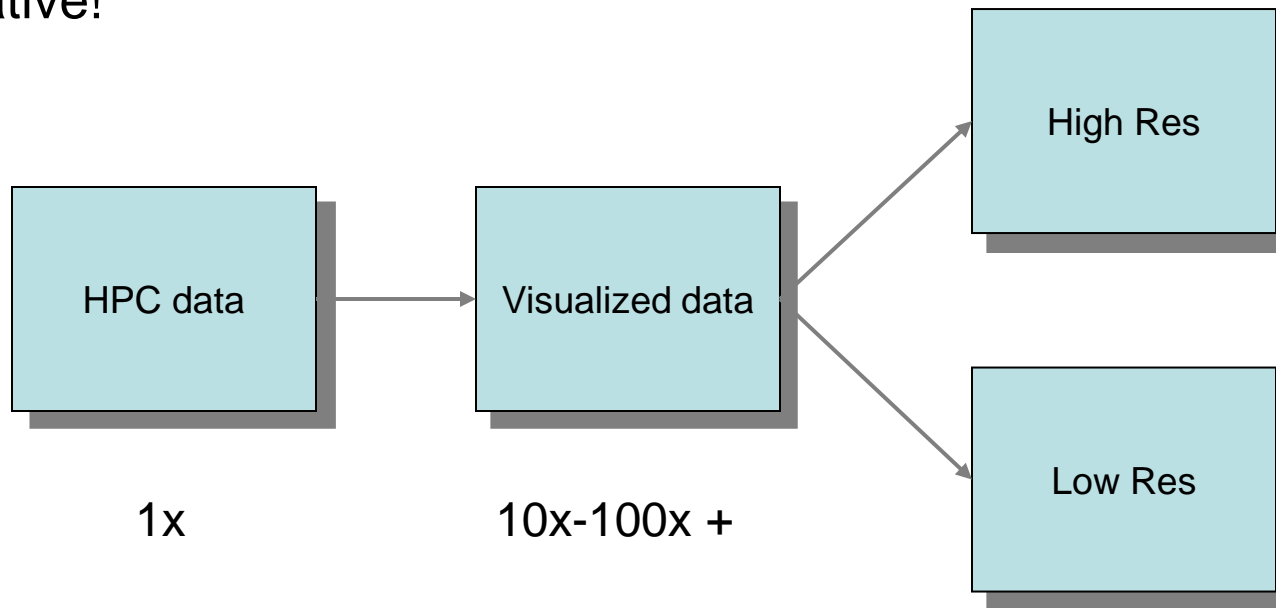 High Res
HPC data
Visualized data
Low Res
1x
10x-100x +